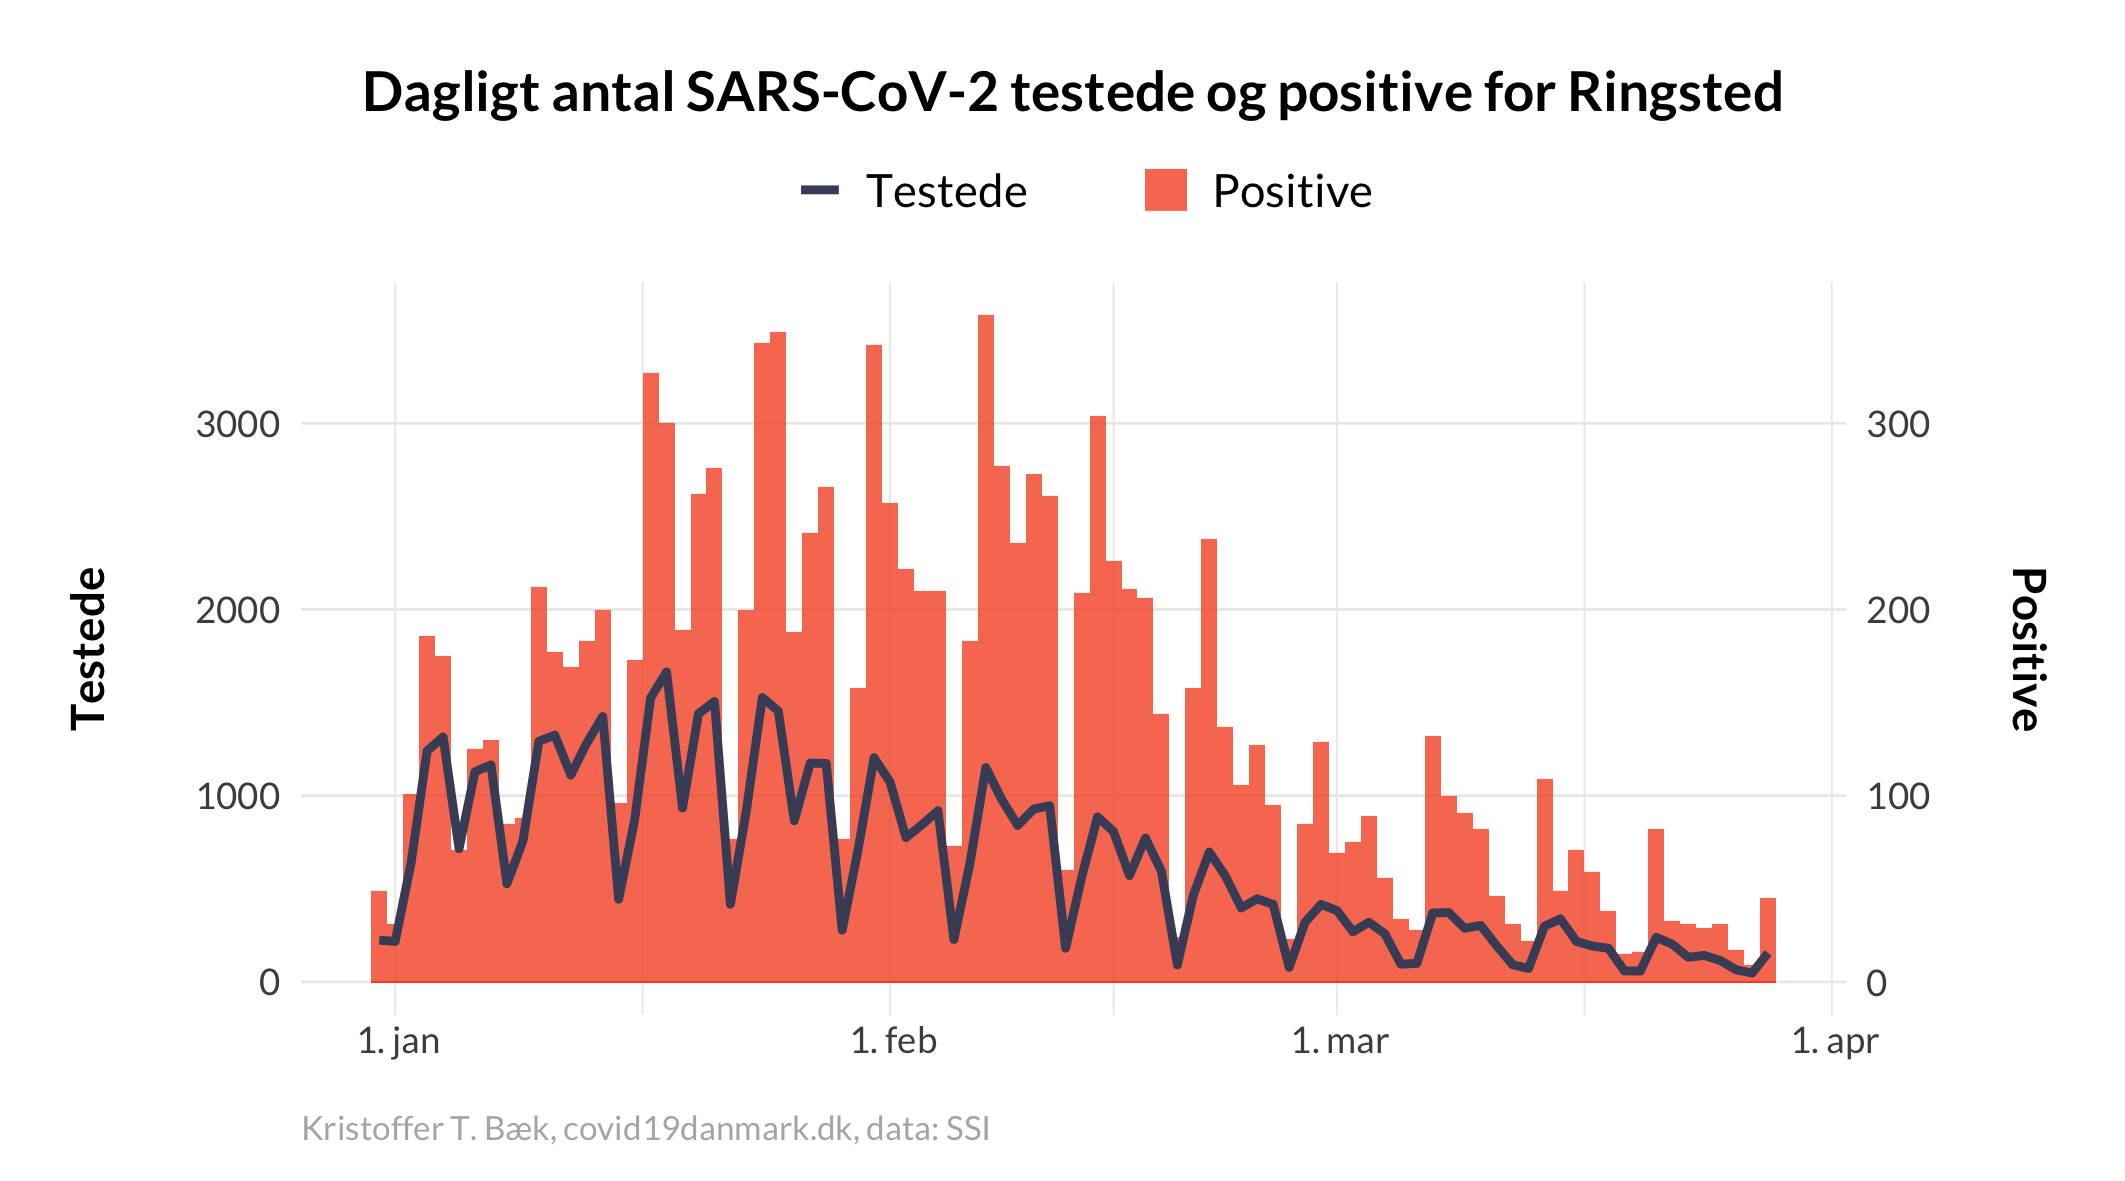 Dagligt antal SARS-CoV-2 testede og positive for Ringsted
Testede
Positive
Testede
3000
2000
1000
0
300
200
100
0
Positive
1. jan
1. feb
1. mar
1. apr
Kristoffer T. Bæk, covid19danmark.dk, data: SSI